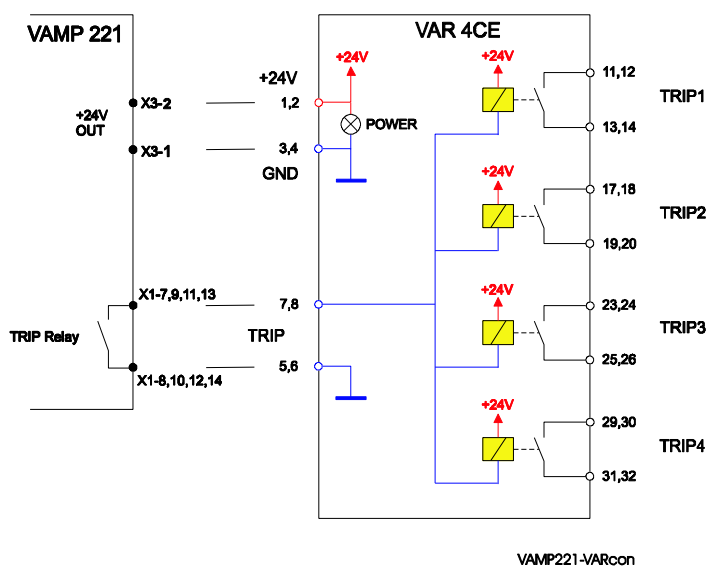 VAMP 221
VAR 4CE
+24V
+24V
11,12
+24V
+24V
OUT
X3-2
1,2
POWER
TRIP1
13,14
X3-1
3,4
GND
+24V
17,18
TRIP2
19,20
X1-7,9,11,13
7,8
+24V
23,24
TRIP Relay
TRIP
TRIP3
X1-8,10,12,14
5,6
25,26
+24V
29,30
TRIP4
31,32
VAMP221-VARcon